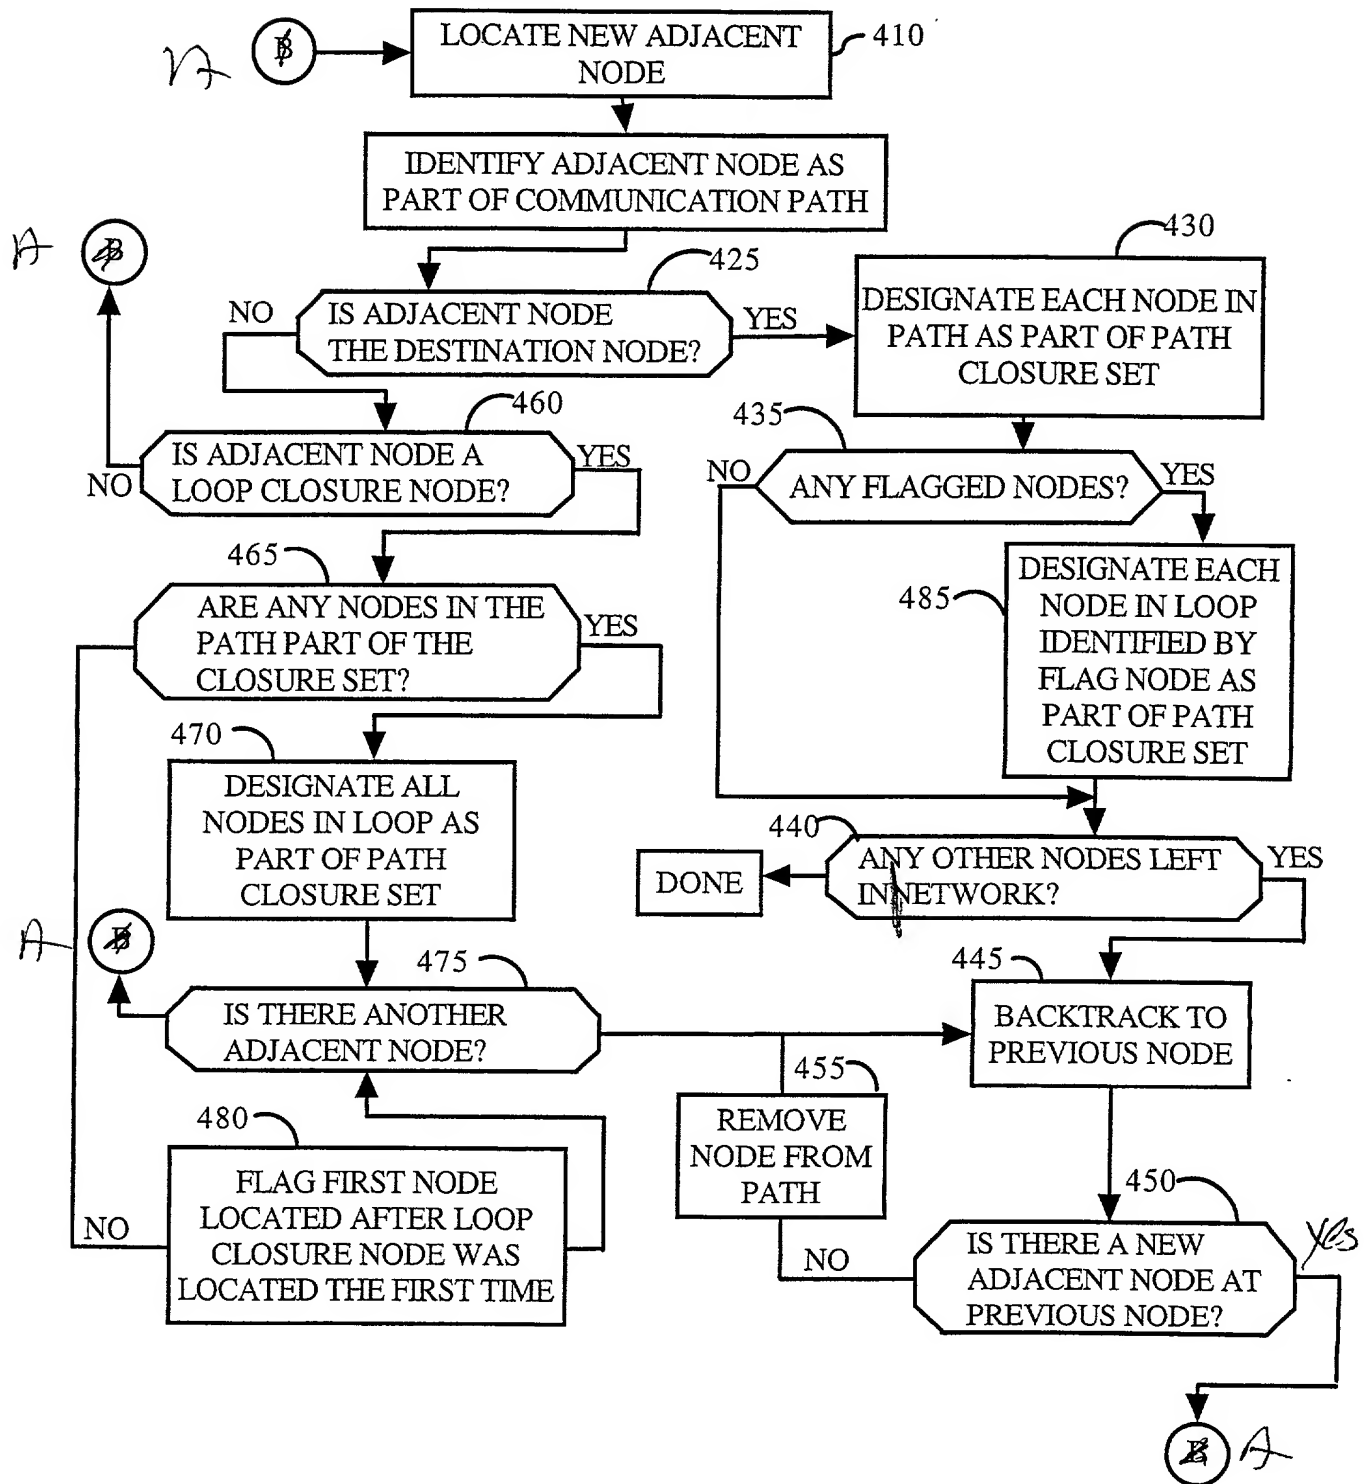 A B
LOCATE NEW ADJACENT
NODE
410
IDENTIFY ADJACENT NODE AS
PART OF COMMUNICATION PATH
A B
425
IS ADJACENT NODE
THE DESTINATION NODE?
NO
YES
430
DESIGNATE EACH NODE IN
PATH AS PART OF PATH
CLOSURE SET
460
IS ADJACENT NODE A
LOOP CLOSURE NODE?
NO
YES
435
ANY FLAGGED NODES?
NO
YES
465
ARE ANY NODES IN THE
PATH PART OF THE
CLOSURE SET?
YES
485
DESIGNATE EACH
NODE IN LOOP
IDENTIFIED BY
FLAG NODE AS
PART OF PATH
CLOSURE SET
470
DESIGNATE ALL
NODES IN LOOP AS
PART OF PATH
CLOSURE SET
440
ANY OTHER NODES LEFT
IN NETWORK?
YES
DONE
A B
475
IS THERE ANOTHER
ADJACENT NODE?
445
BACKTRACK TO
PREVIOUS NODE
455
REMOVE
NODE FROM
PATH
480
FLAG FIRST NODE
LOCATED AFTER LOOP
CLOSURE NODE WAS
LOCATED THE FIRST TIME
NO
450
IS THERE A NEW
ADJACENT NODE AT
PREVIOUS NODE?
NO
yes
B A